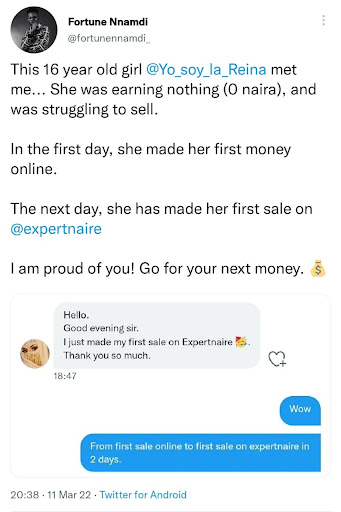 Fortune Nnamdi
@fortunennamdi_
This 16 year old girl @Yo_soy_la_Reina met
me... She was earning nothing (0 naira), and
was struggling to sell.
In the first day, she made her first money
online.
The next day, she has made her first sale on
@expertnaire
I am proud of you! Go for your next money. 💰
Hello.
Good evening sir.
I just made my first sale on Expertnaire 🥳.
Thank you so much.
18:47
Wow
From first sale online to first sale on expertnaire in
2 days.
20:38 · 11 Mar 22 · Twitter for Android